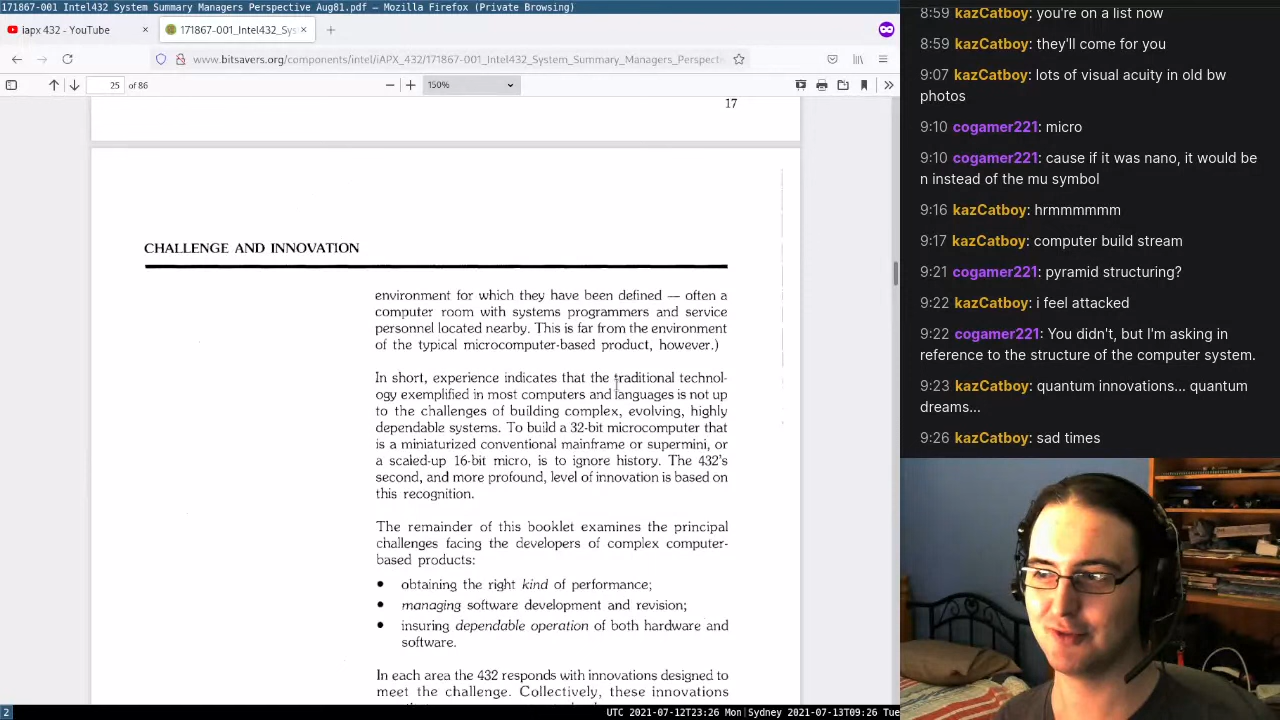 171867-001 Intel432 System Summary Managers Perspective Aug81.pdf - Mozilla Firefox (Private Browsing)
iapx 432 - YouTube
171867-001_Intel432_Sys
www.bitsavers.org/components/intel/iAPX_432/171867-001_Intel432_System_Summary_Managers_Perspecti
25 of 86
150%
17
CHALLENGE AND INNOVATION
environment for which they have been defined — often a
computer room with systems programmers and service
personnel located nearby. This is far from the environment
of the typical microcomputer-based product, however.)
In short, experience indicates that the traditional technol-
ogy exemplified in most computers and languages is not up
to the challenges of building complex, evolving, highly
dependable systems. To build a 32-bit microcomputer that
is a miniaturized conventional mainframe or supermini, or
a scaled-up 16-bit micro, is to ignore history. The 432's
second, and more profound, level of innovation is based on
this recognition.
The remainder of this booklet examines the principal
challenges facing the developers of complex computer-
based products:
• obtaining the right kind of performance;
• managing software development and revision;
• insuring dependable operation of both hardware and
software.
In each area the 432 responds with innovations designed to
meet the challenge. Collectively, these innovations
2
UTC 2021-07-12T23:26 Mon|Sydney 2021-07-13T09:26 Tue
8:59 kazCatboy: you're on a list now
8:59 kazCatboy: they'll come for you
9:07 kazCatboy: lots of visual acuity in old bw
photos
9:10 cogamer221: micro
9:10 cogamer221: cause if it was nano, it would be
n instead of the mu symbol
9:16 kazCatboy: hrmmmmmm
9:17 kazCatboy: computer build stream
9:21 cogamer221: pyramid structuring?
9:22 kazCatboy: i feel attacked
9:22 cogamer221: You didn't, but I'm asking in
reference to the structure of the computer system.
9:23 kazCatboy: quantum innovations... quantum
dreams...
9:26 kazCatboy: sad times